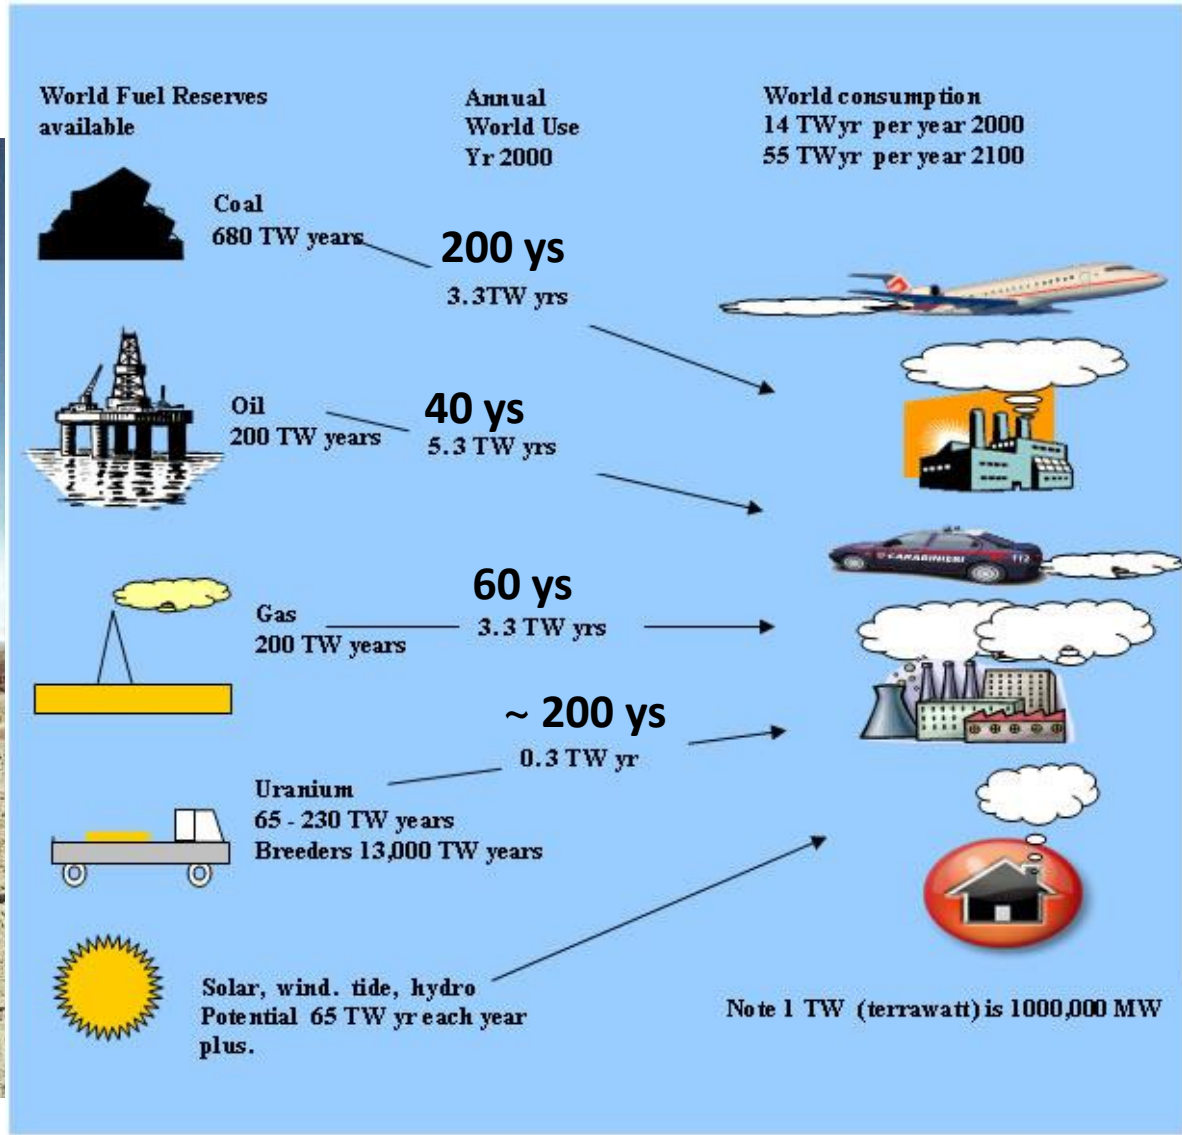 World Fuel Reserves
available
Annual
World Use
Yr 2000
World consumption
14 TWyr per year 2000
55 TWyr per year 2100
Coal
680 TW years
200 ys
3.3TW yrs
Oil
200 TW years
40 ys
5.3 TW yrs
CARABINIERI 112
Gas
200 TW years
60 ys
3.3 TW yrs
~ 200 ys
0.3 TW yr
Uranium
65 - 230 TW years
Breeders 13,000 TW years
Solar, wind. tide, hydro
Potential 65 TW yr each year
plus.
Note 1 TW (terrawatt) is 1000,000 MW